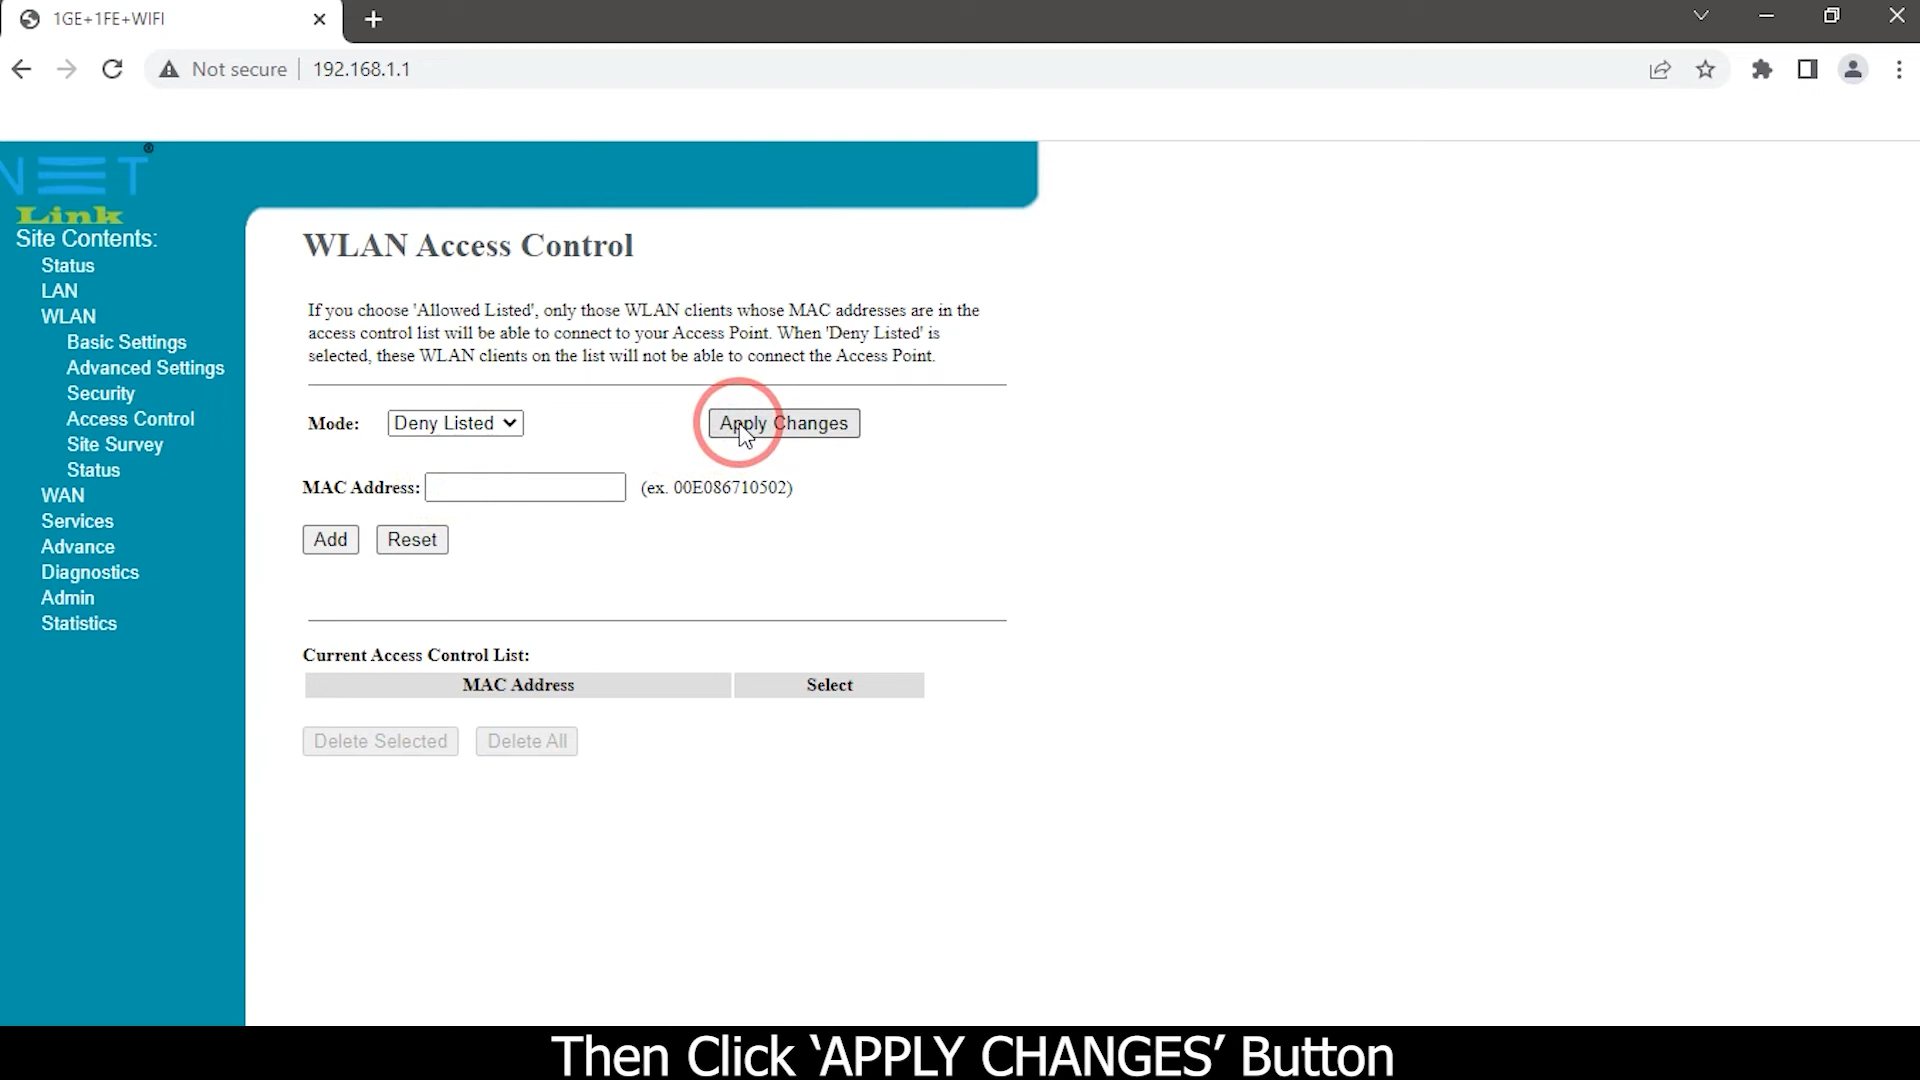 1GE+1FE+WIFI
Not secure
192.168.1.1
NET
Link
Site Contents:
Status
LAN
WLAN
Basic Settings
Advanced Settings
Security
Access Control
Site Survey
Status
WAN
Services
Advance
Diagnostics
Admin
Statistics
WLAN Access Control
If you choose 'Allowed Listed', only those WLAN clients whose MAC addresses are in the
access control list will be able to connect to your Access Point. When 'Deny Listed' is
selected, these WLAN clients on the list will not be able to connect the Access Point.
Mode: Deny Listed Apply Changes
MAC Address: (ex. 00E086710502)
Add Reset
Current Access Control List:
MAC Address Select
Delete Selected Delete All
Then Click ‘APPLY CHANGES’ Button